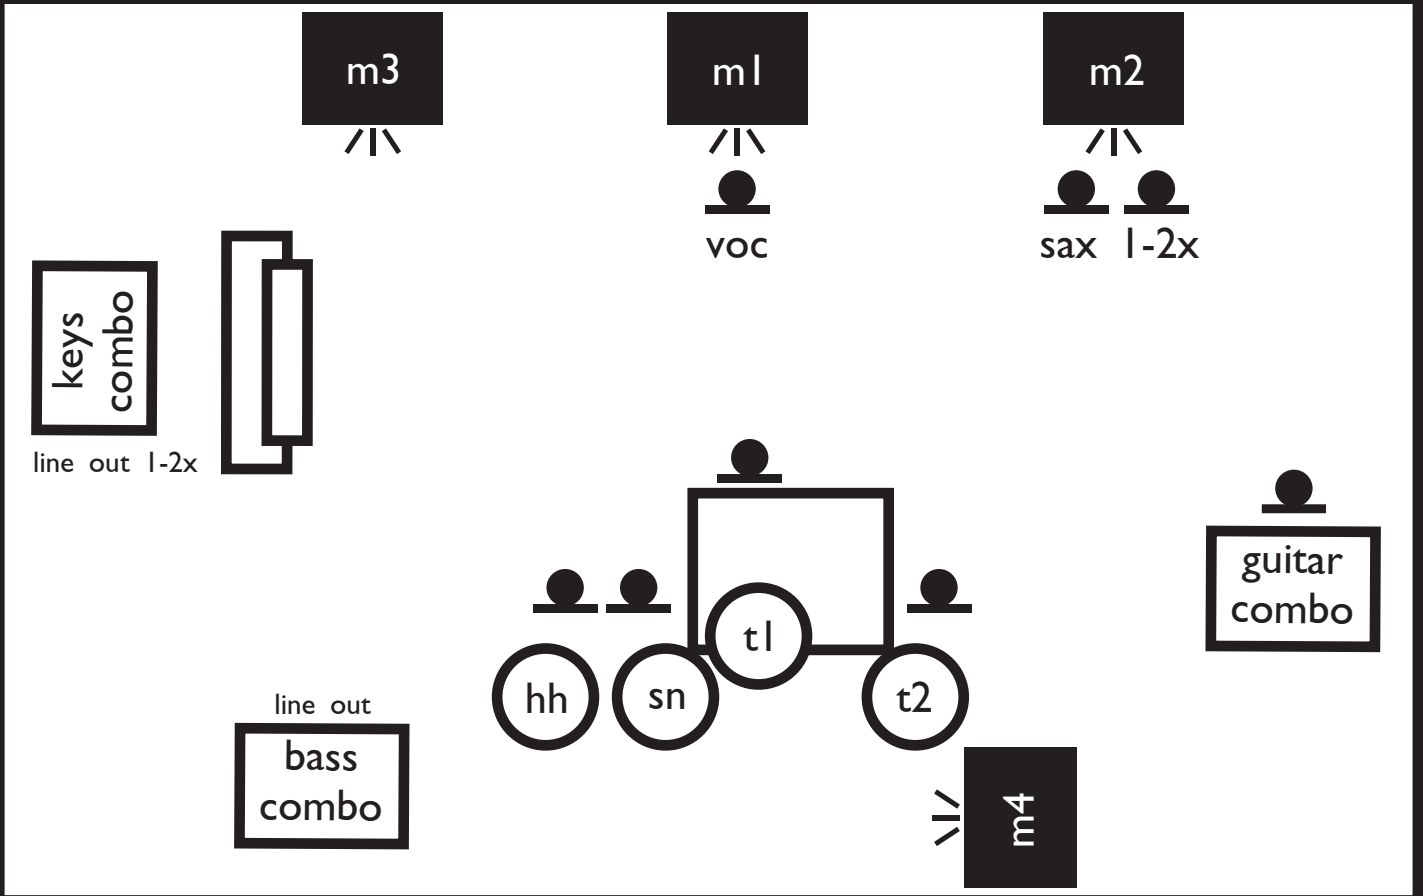 m3
m1
m2
voc
sax 1-2x
keys
combo
line out 1-2x
guitar
combo
t1
hh
sn
t2
line out
bass
combo
m4